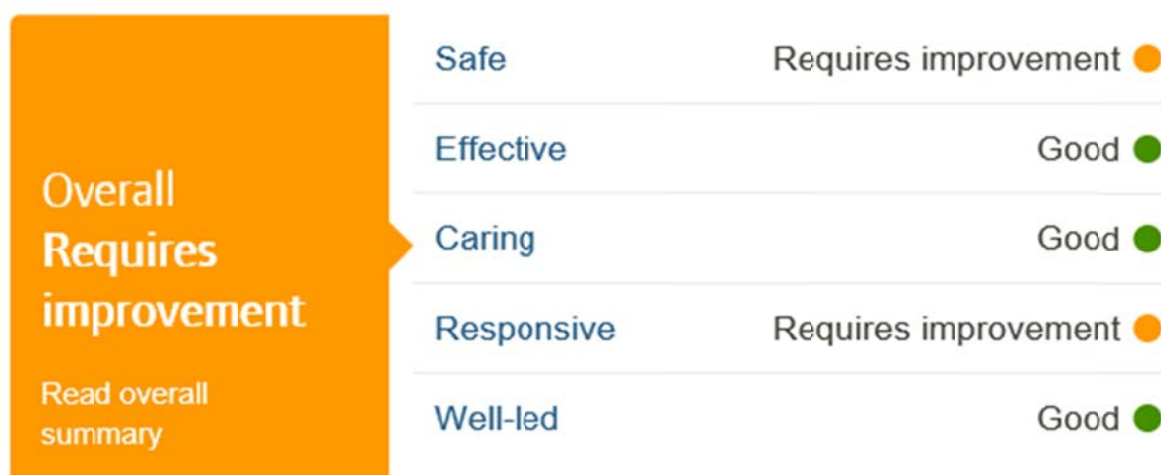 Overall
Requires
improvement
Read overall
summary
Safe Requires improvement
Effective Good
Caring Good
Responsive Requires improvement
Well-led Good